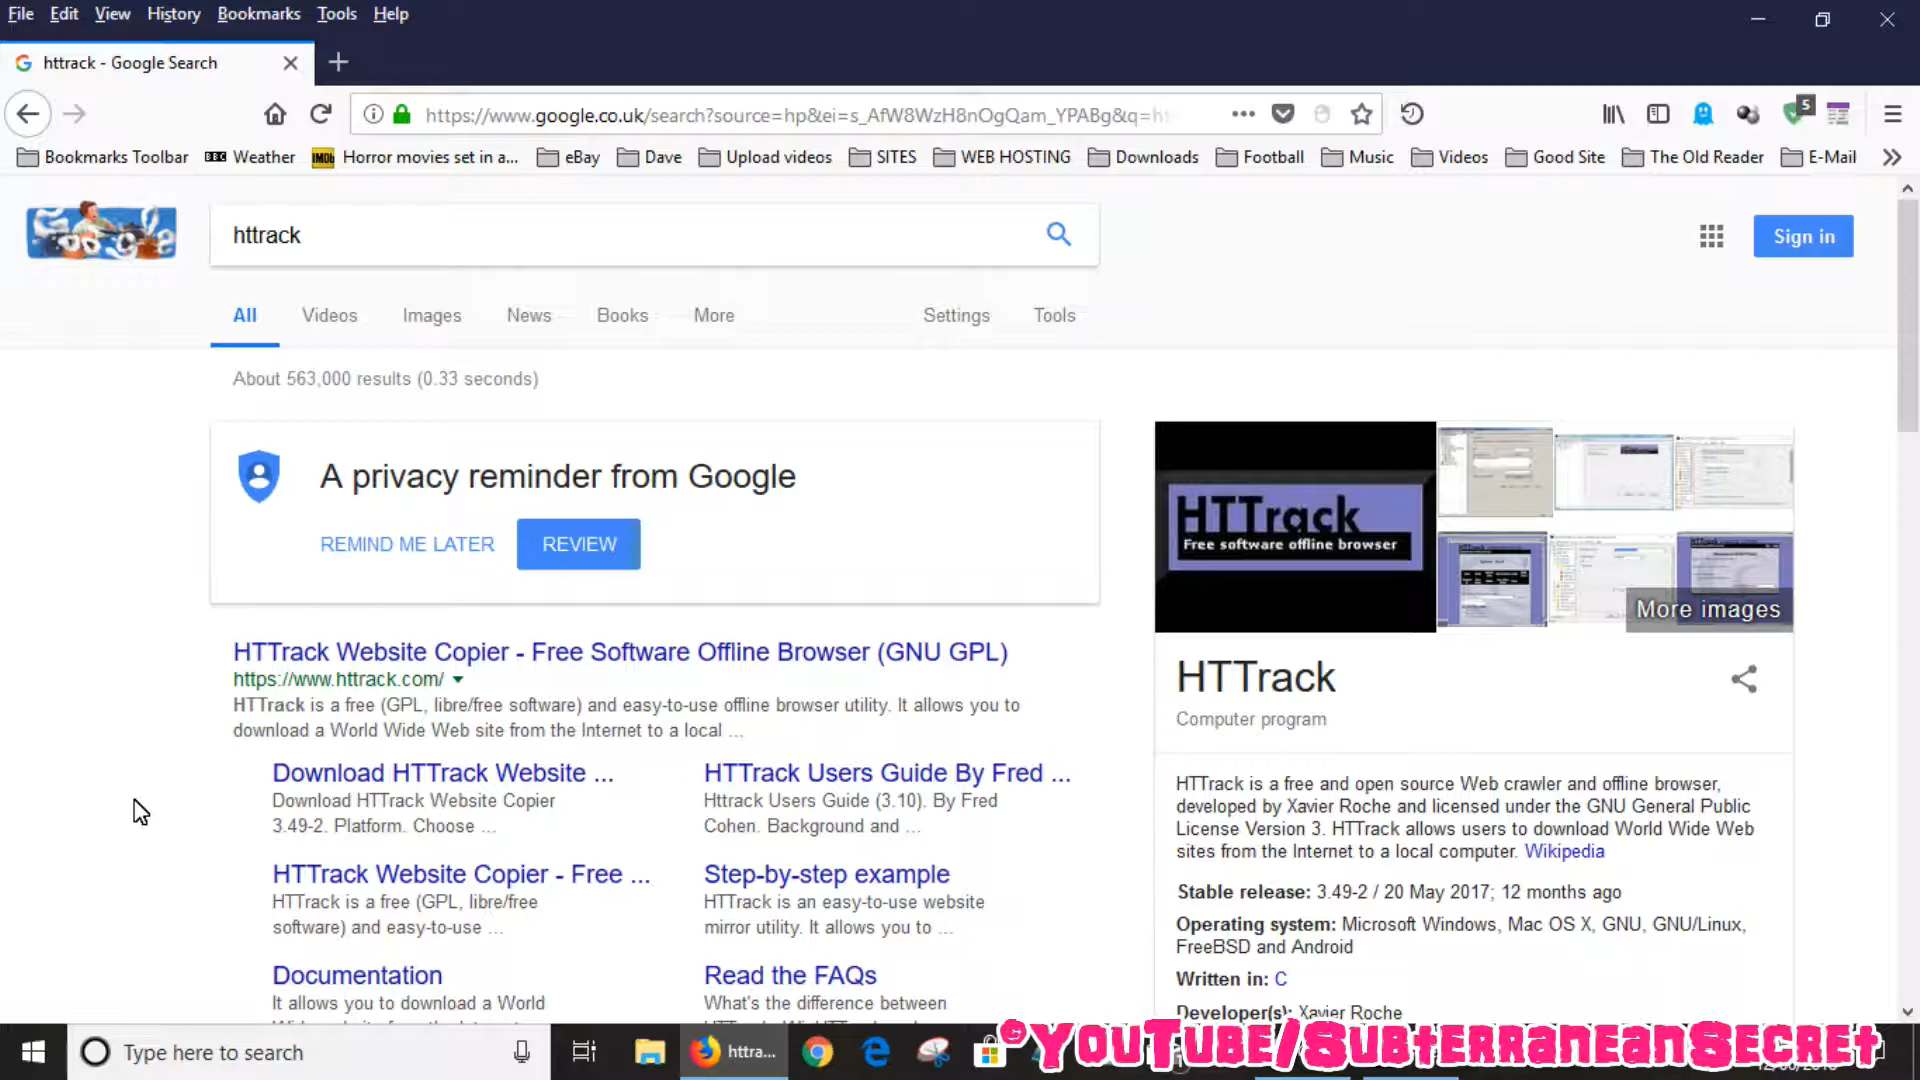 File Edit View History Bookmarks Tools Help
httrack - Google Search
https://www.google.co.uk/search?source=hp&ei=s_AfW8WzH8nOgQam_YPABg&q=ht
5
Bookmarks Toolbar
BBC Weather
IMDb Horror movies set in a...
eBay
Dave
Upload videos
SITES
WEB HOSTING
Downloads
Football
Music
Videos
Good Site
The Old Reader
E-Mail
Google
httrack
Sign in
All Videos Images News Books More Settings Tools
About 563,000 results (0.33 seconds)
A privacy reminder from Google
REMIND ME LATER REVIEW
HTTrack Website Copier - Free Software Offline Browser (GNU GPL)
https://www.httrack.com/
HTTrack is a free (GPL, libre/free software) and easy-to-use offline browser utility. It allows you to
download a World Wide Web site from the Internet to a local ...
Download HTTrack Website ...
Download HTTrack Website Copier
3.49-2. Platform. Choose ...
HTTrack Users Guide By Fred ...
Httrack Users Guide (3.10). By Fred
Cohen. Background and ...
HTTrack Website Copier - Free ...
HTTrack is a free (GPL, libre/free
software) and easy-to-use ...
Step-by-step example
HTTrack is an easy-to-use website
mirror utility. It allows you to ...
Documentation
It allows you to download a World
Read the FAQs
What's the difference between
HTTrack
Free software offline browser
More images
HTTrack
Computer program
HTTrack is a free and open source Web crawler and offline browser,
developed by Xavier Roche and licensed under the GNU General Public
License Version 3. HTTrack allows users to download World Wide Web
sites from the Internet to a local computer. Wikipedia
Stable release: 3.49-2 / 20 May 2017; 12 months ago
Operating system: Microsoft Windows, Mac OS X, GNU, GNU/Linux,
FreeBSD and Android
Written in: C
Developer(s): Xavier Roche
Type here to search
httra...
©YouTube/SubterraneanSecret